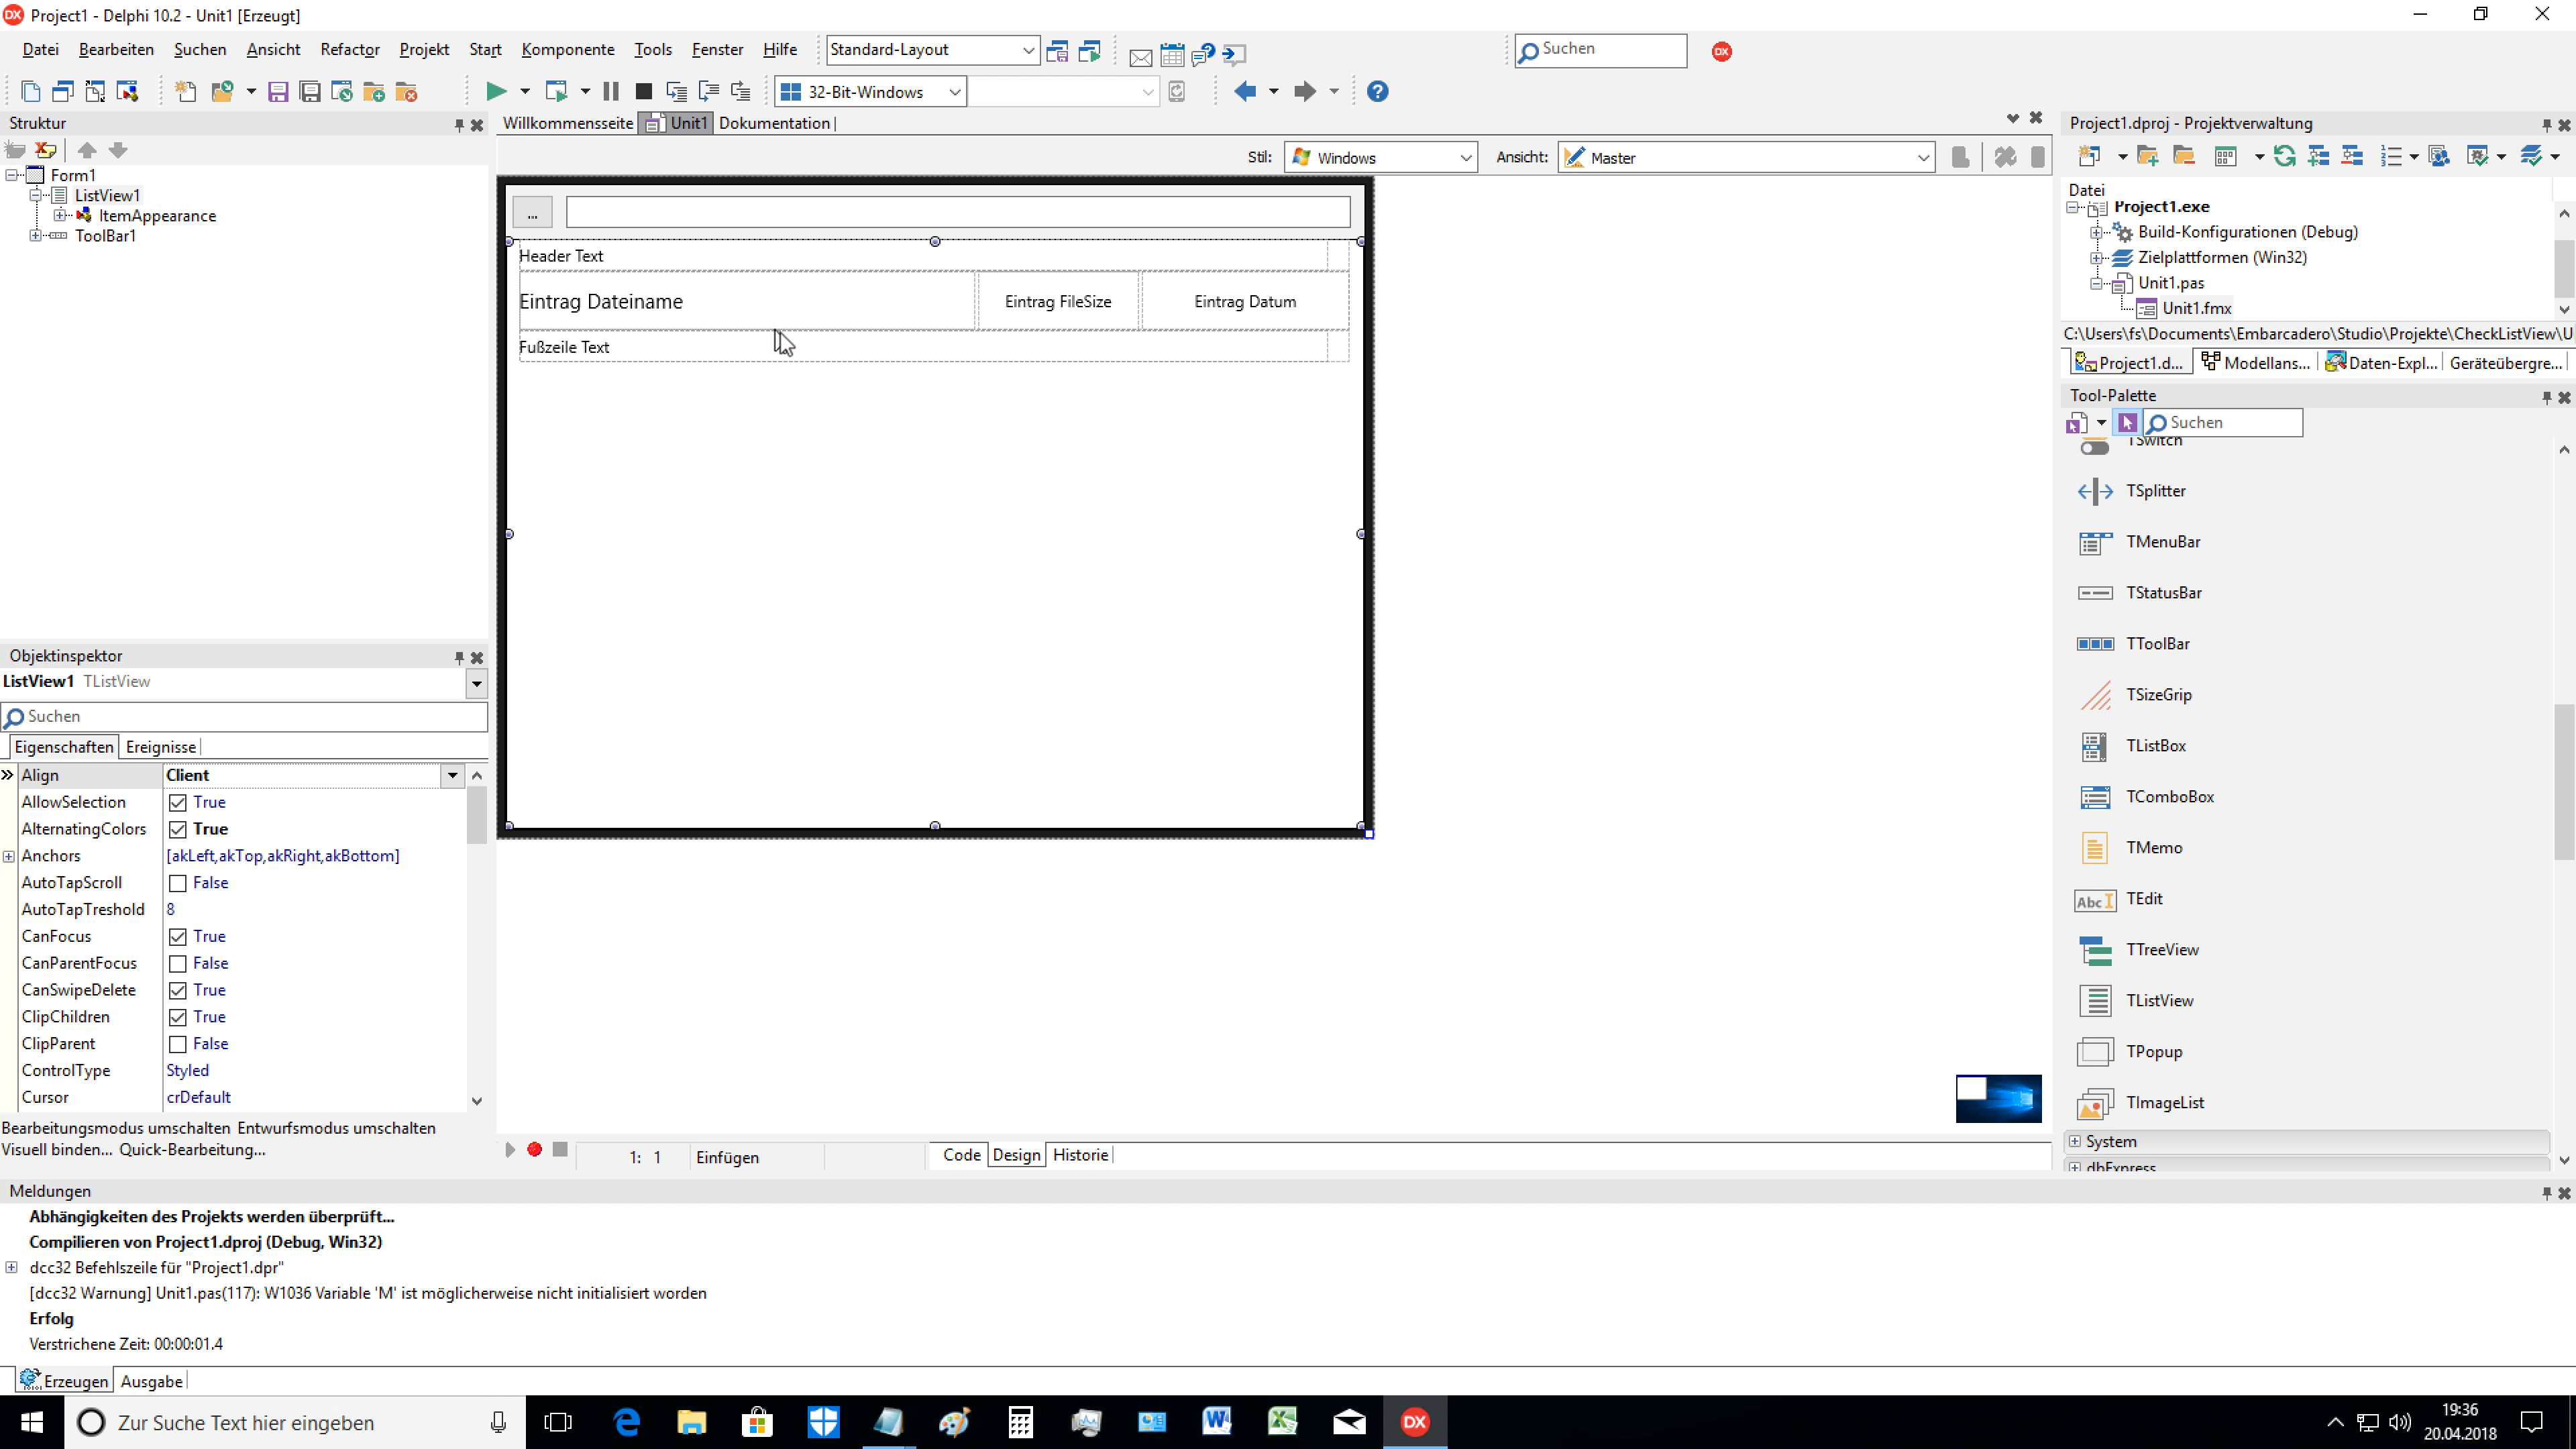 Project1 - Delphi 10.2 - Unit1 [Erzeugt]
Datei Bearbeiten Suchen Ansicht Refactor Projekt Start Komponente Tools Fenster Hilfe Standard-Layout Suchen DX
32-Bit-Windows
Struktur
Form1
ListView1
ItemAppearance
ToolBar1
Willkommensseite Unit1 Dokumentation
Stil: Windows Ansicht: Master
...
Header Text
Eintrag Dateiname Eintrag FileSize Eintrag Datum
Fußzeile Text
Project1.dproj - Projektverwaltung
Datei
Project1.exe
Build-Konfigurationen (Debug)
Zielplattformen (Win32)
Unit1.pas
Unit1.fmx
C:\Users\fs\Documents\Embarcadero\Studio\Projekte\CheckListView\U
Project1.d... Modellans... Daten-Expl... Geräteübergre...
Tool-Palette
Suchen
TSwitch
TSplitter
TMenuBar
TStatusBar
TToolBar
TSizeGrip
TListBox
TComboBox
TMemo
Abc TEdit
TTreeView
TListView
TPopup
TImageList
System
dbExpress
Objektinspektor
ListView1 TListView
Suchen
Eigenschaften Ereignisse
Align Client
AllowSelection True
AlternatingColors True
Anchors [akLeft,akTop,akRight,akBottom]
AutoTapScroll False
AutoTapTreshold 8
CanFocus True
CanParentFocus False
CanSwipeDelete True
ClipChildren True
ClipParent False
ControlType Styled
Cursor crDefault
Bearbeitungsmodus umschalten Entwurfsmodus umschalten
Visuell binden... Quick-Bearbeitung...
1: 1 Einfügen Code Design Historie
Meldungen
Abhängigkeiten des Projekts werden überprüft...
Compilieren von Project1.dproj (Debug, Win32)
dcc32 Befehlszeile für "Project1.dpr"
[dcc32 Warnung] Unit1.pas(117): W1036 Variable 'M' ist möglicherweise nicht initialisiert worden
Erfolg
Verstrichene Zeit: 00:00:01.4
Erzeugen Ausgabe
Zur Suche Text hier eingeben
DX
19:36
20.04.2018